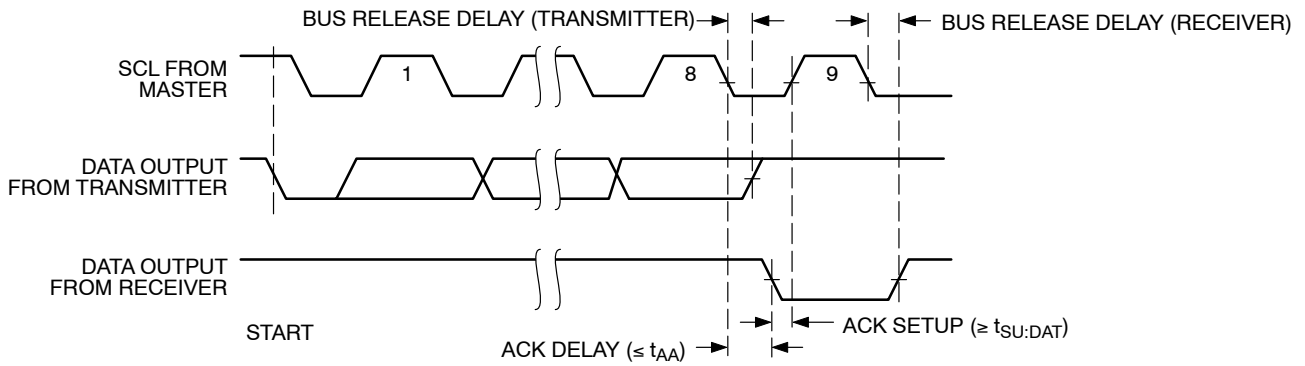 BUS RELEASE DELAY (TRANSMITTER)
BUS RELEASE DELAY (RECEIVER)
SCL FROM
MASTER
1
8
9
DATA OUTPUT
FROM TRANSMITTER
DATA OUTPUT
FROM RECEIVER
START
ACK SETUP (≥ tSU:DAT)
ACK DELAY (≤ tAA)